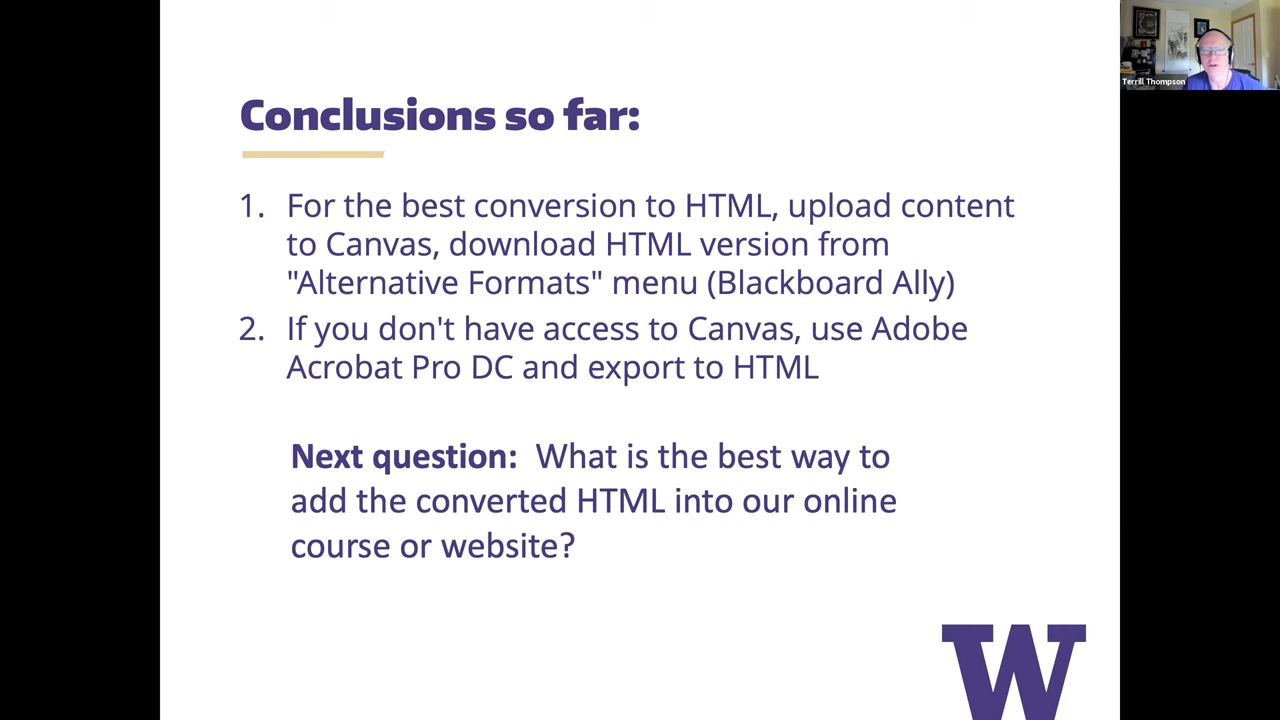 Conclusions so far:
1. For the best conversion to HTML, upload content
to Canvas, download HTML version from
"Alternative Formats" menu (Blackboard Ally)
2. If you don't have access to Canvas, use Adobe
Acrobat Pro DC and export to HTML
Next question: What is the best way to
add the converted HTML into our online
course or website?
W
Terrill Thompson